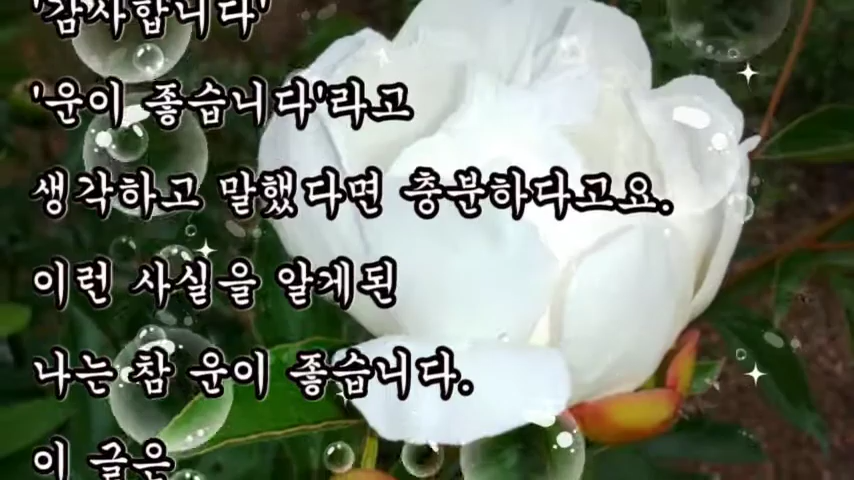 '감사합니다'
'운이 좋습니다'라고
생각하고 말했다면 충분하다고요.
이런 사실을 알게된
나는 참 운이 좋습니다.
이 글은